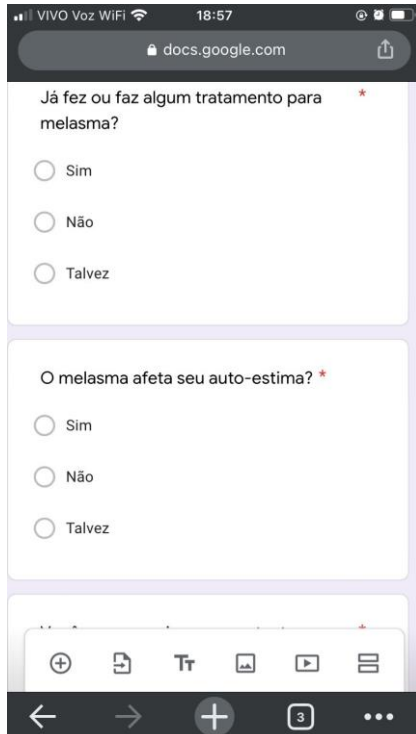 VIVO Voz WiFi 18:57
docs.google.com
Já fez ou faz algum tratamento para *
melasma?
Sim
Não
Talvez
O melasma afeta seu auto-estima? *
Sim
Não
Talvez
*
Tт
3